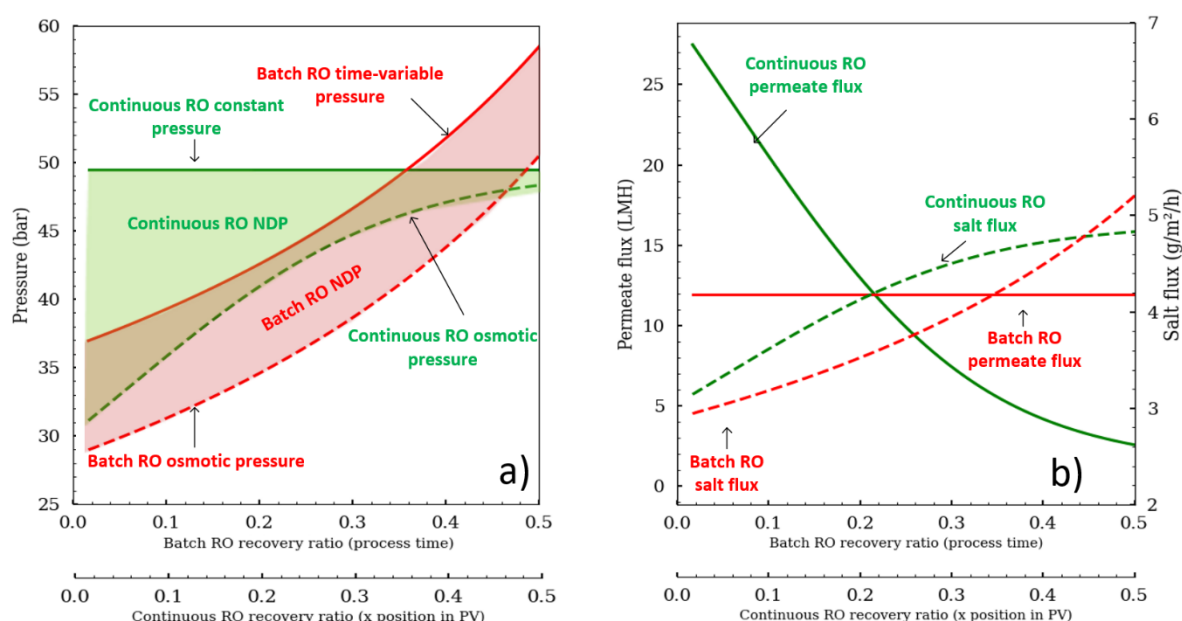 60
55
50
45
40
35
30
25
Pressure (bar)
Batch RO time-variable
pressure
Continuous RO constant
pressure
Continuous RO NDP
Batch RO NDP
Continuous RO osmotic
pressure
Batch RO osmotic pressure
a)
0.0 0.1 0.2 0.3 0.4 0.5
Batch RO recovery ratio (process time)
0.0 0.1 0.2 0.3 0.4 0.5
Continuous RO recovery ratio (x position in PV)
25
20
15
10
5
0
Permeate flux (LMH)
Continuous RO
permeate flux
Continuous RO
salt flux
Batch RO
permeate flux
Batch RO
salt flux
b)
7
6
5
4
3
2
Salt flux (g/m²/h)
0.0 0.1 0.2 0.3 0.4 0.5
Batch RO recovery ratio (process time)
0.0 0.1 0.2 0.3 0.4 0.5
Continuous RO recovery ratio (x position in PV)